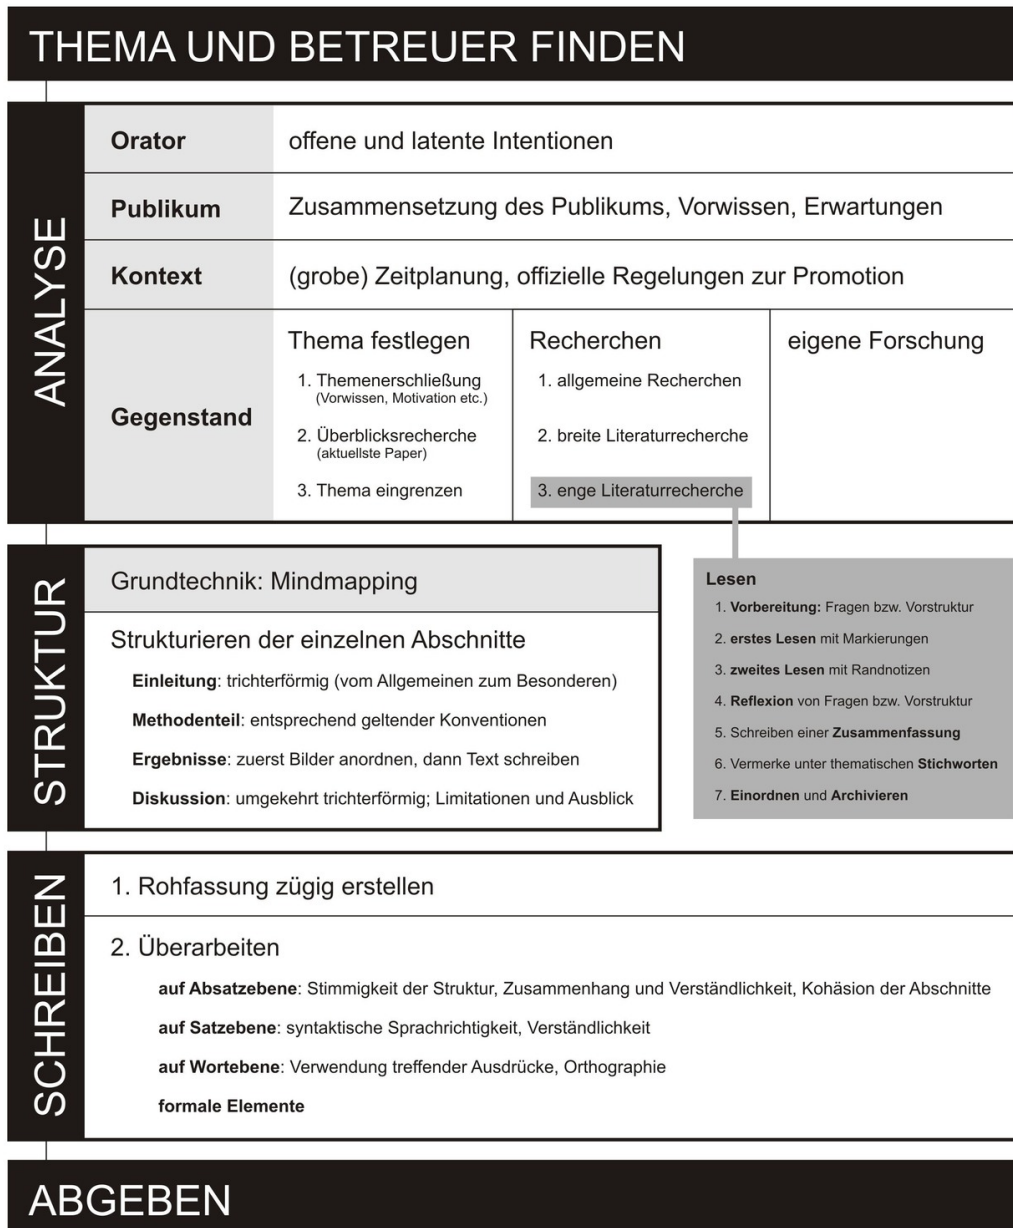 THEMA UND BETREUER FINDEN
ANALYSE
Orator
offene und latente Intentionen
Publikum
Zusammensetzung des Publikums, Vorwissen, Erwartungen
Kontext
(grobe) Zeitplanung, offizielle Regelungen zur Promotion
Gegenstand
Thema festlegen
1. Themenerschließung
(Vorwissen, Motivation etc.)
2. Überblicksrecherche
(aktuellste Paper)
3. Thema eingrenzen
Recherchen
1. allgemeine Recherchen
2. breite Literaturrecherche
3. enge Literaturrecherche
eigene Forschung
STRUKTUR
Grundtechnik: Mindmapping
Strukturieren der einzelnen Abschnitte
Einleitung: trichterförmig (vom Allgemeinen zum Besonderen)
Methodenteil: entsprechend geltender Konventionen
Ergebnisse: zuerst Bilder anordnen, dann Text schreiben
Diskussion: umgekehrt trichterförmig; Limitationen und Ausblick
Lesen
1. Vorbereitung: Fragen bzw. Vorstruktur
2. erstes Lesen mit Markierungen
3. zweites Lesen mit Randnotizen
4. Reflexion von Fragen bzw. Vorstruktur
5. Schreiben einer Zusammenfassung
6. Vermerke unter thematischen Stichworten
7. Einordnen und Archivieren
SCHREIBEN
1. Rohfassung zügig erstellen
2. Überarbeiten
auf Absatzebene: Stimmigkeit der Struktur, Zusammenhang und Verständlichkeit, Kohäsion der Abschnitte
auf Satzebene: syntaktische Sprachrichtigkeit, Verständlichkeit
auf Wortebene: Verwendung treffender Ausdrücke, Orthographie
formale Elemente
ABGEBEN